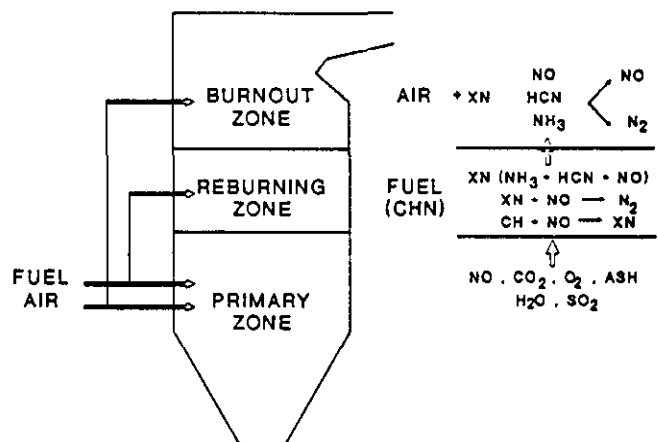 BURNOUT
ZONE
REBURNING
ZONE
FUEL
AIR
PRIMARY
ZONE
AIR + XN
NO
HCN
NH₃
NO
N₂
FUEL
(CHN)
XN (NH₃ + HCN + NO)
XN + NO → N₂
CH + NO → XN
NO , CO₂ , O₂ , ASH
H₂O , SO₂